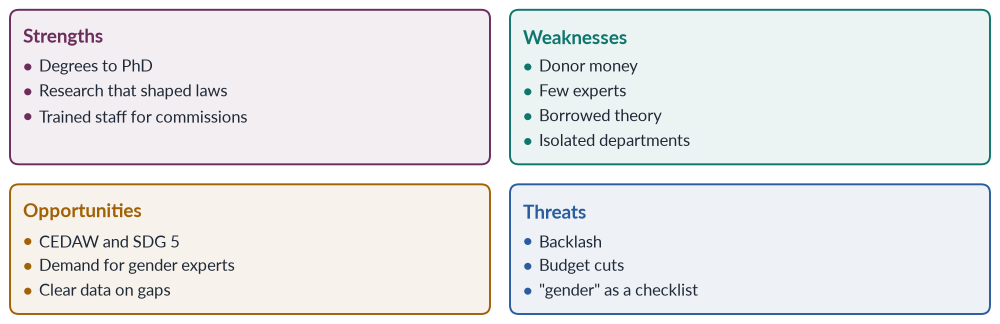 Strengths
Degrees to PhD
Research that shaped laws
Trained staff for commissions
Weaknesses
Donor money
Few experts
Borrowed theory
Isolated departments
Opportunities
CEDAW and SDG 5
Demand for gender experts
Clear data on gaps
Threats
Backlash
Budget cuts
"gender" as a checklist